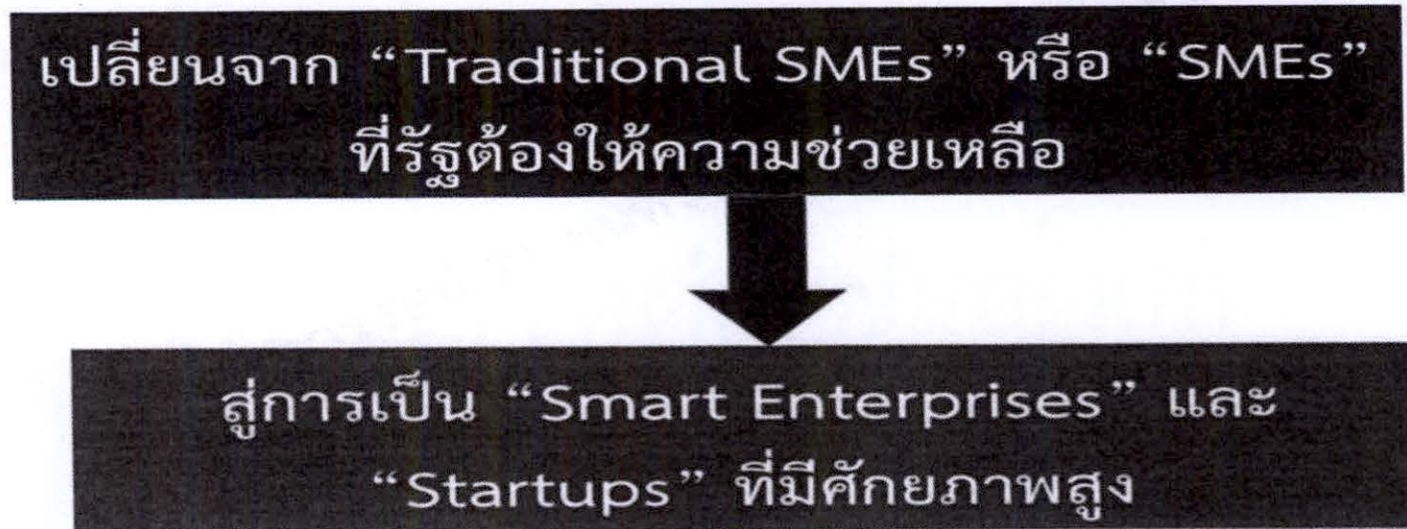 เปลี่ยนจาก “Traditional SMEs” หรือ “SMEs”
ที่รัฐต้องให้ความช่วยเหลือ
สู่การเป็น “Smart Enterprises” และ
“Startups” ที่มีศักยภาพสูง